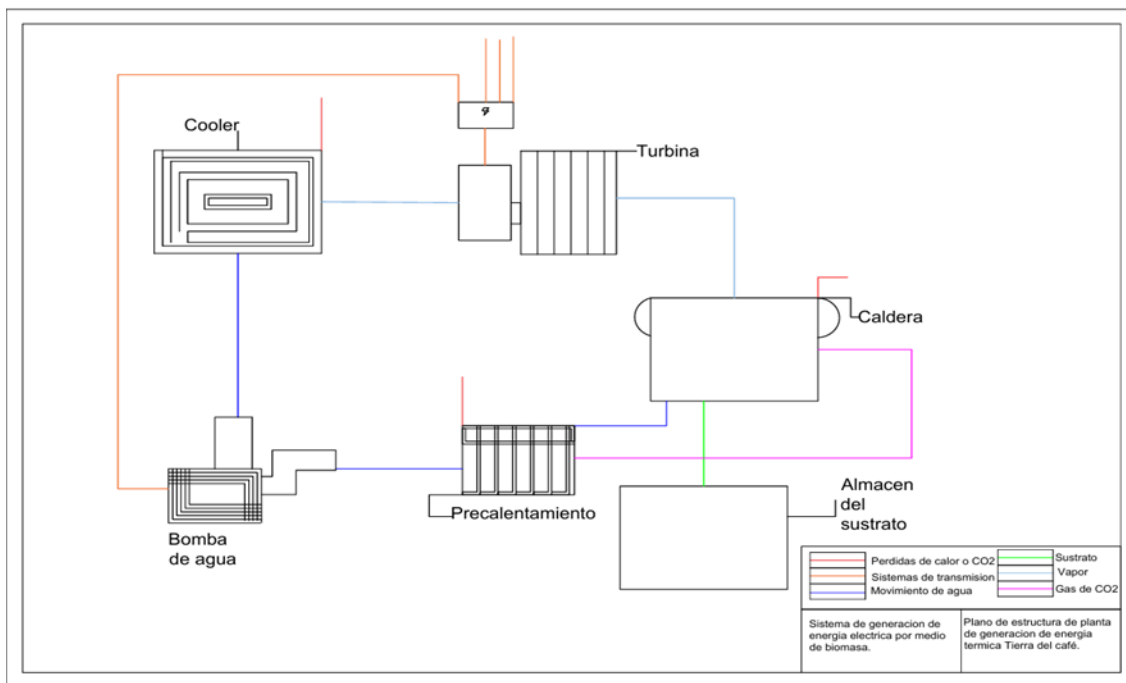 Cooler
Turbina
Caldera
Precalentamiento
Almacen
del
sustrato
Bomba
de agua
Perdidas de calor o CO2
Sistemas de transmision
Movimiento de agua
Sustrato
Vapor
Gas de CO2
Sistema de generacion de
energia electrica por medio
de biomasa.
Plano de estructura de planta
de generacion de energia
termica Tierra del café.